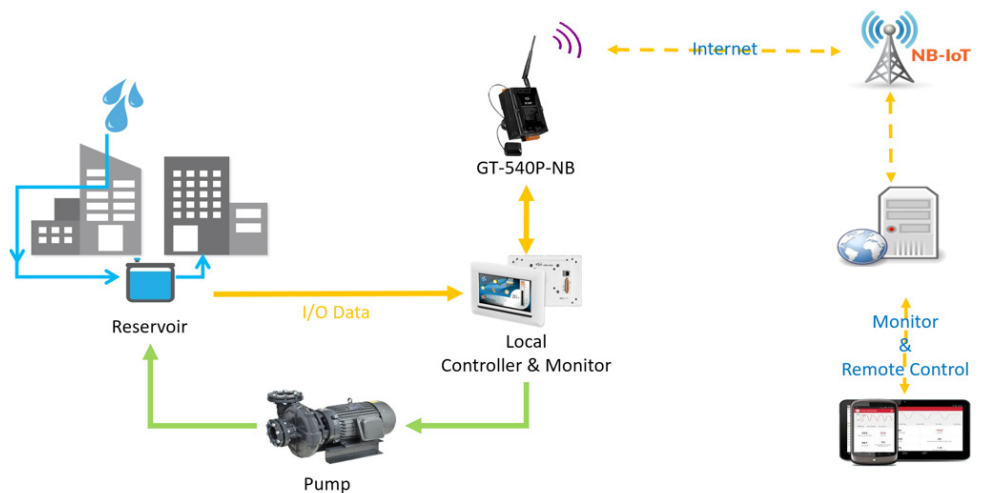 Internet
NB-IoT
GT-540P-NB
I/O Data
Reservoir
Local
Controller & Monitor
Monitor
&
Remote Control
Pump